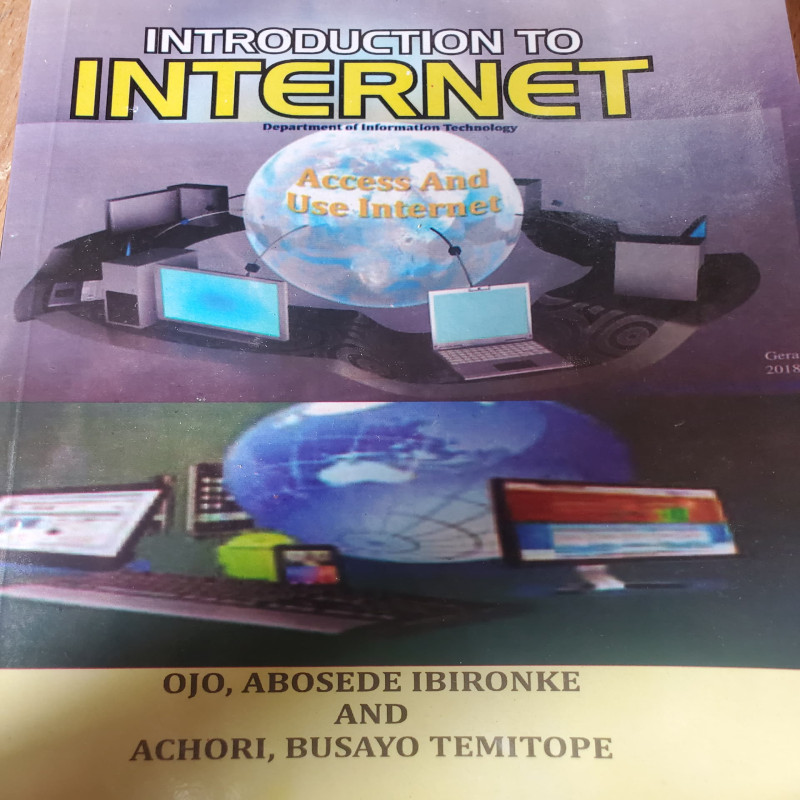 INTRODUCTION TO
INTERNET
Department of Information Technology
Access And
Use Internet
2018
OJO, ABOSEDE IBIRONKE
AND
ACHORI, BUSAYO TEMITOPE